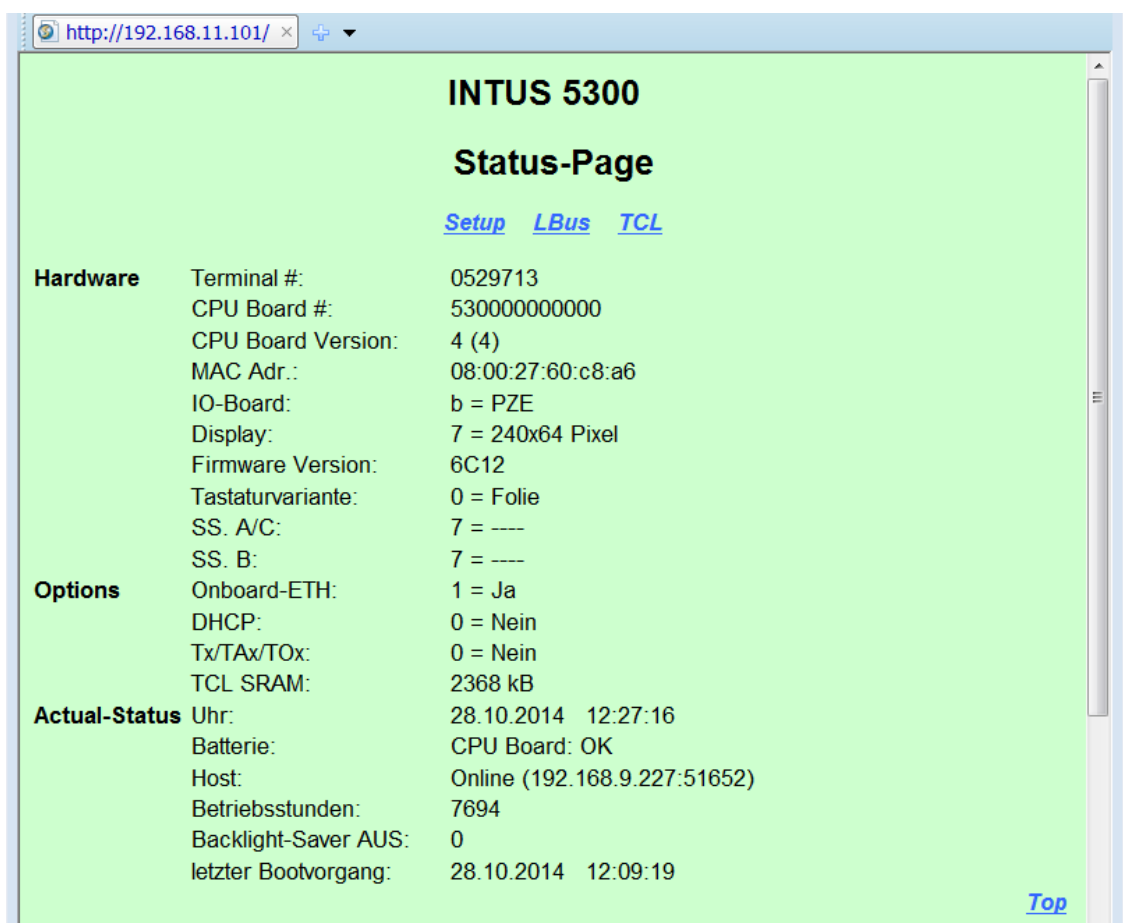 http://192.168.11.101/
INTUS 5300
Status-Page
Setup LBus TCL
Hardware Terminal #: 0529713
CPU Board #: 530000000000
CPU Board Version: 4 (4)
MAC Adr.: 08:00:27:60:c8:a6
IO-Board: b = PZE
Display: 7 = 240x64 Pixel
Firmware Version: 6C12
Tastaturvariante: 0 = Folie
SS. A/C: 7 = ----
SS. B: 7 = ----
Options Onboard-ETH: 1 = Ja
DHCP: 0 = Nein
Tx/TAx/TOx: 0 = Nein
TCL SRAM: 2368 kB
Actual-Status Uhr: 28.10.2014 12:27:16
Batterie: CPU Board: OK
Host: Online (192.168.9.227:51652)
Betriebsstunden: 7694
Backlight-Saver AUS: 0
letzter Bootvorgang: 28.10.2014 12:09:19
Top